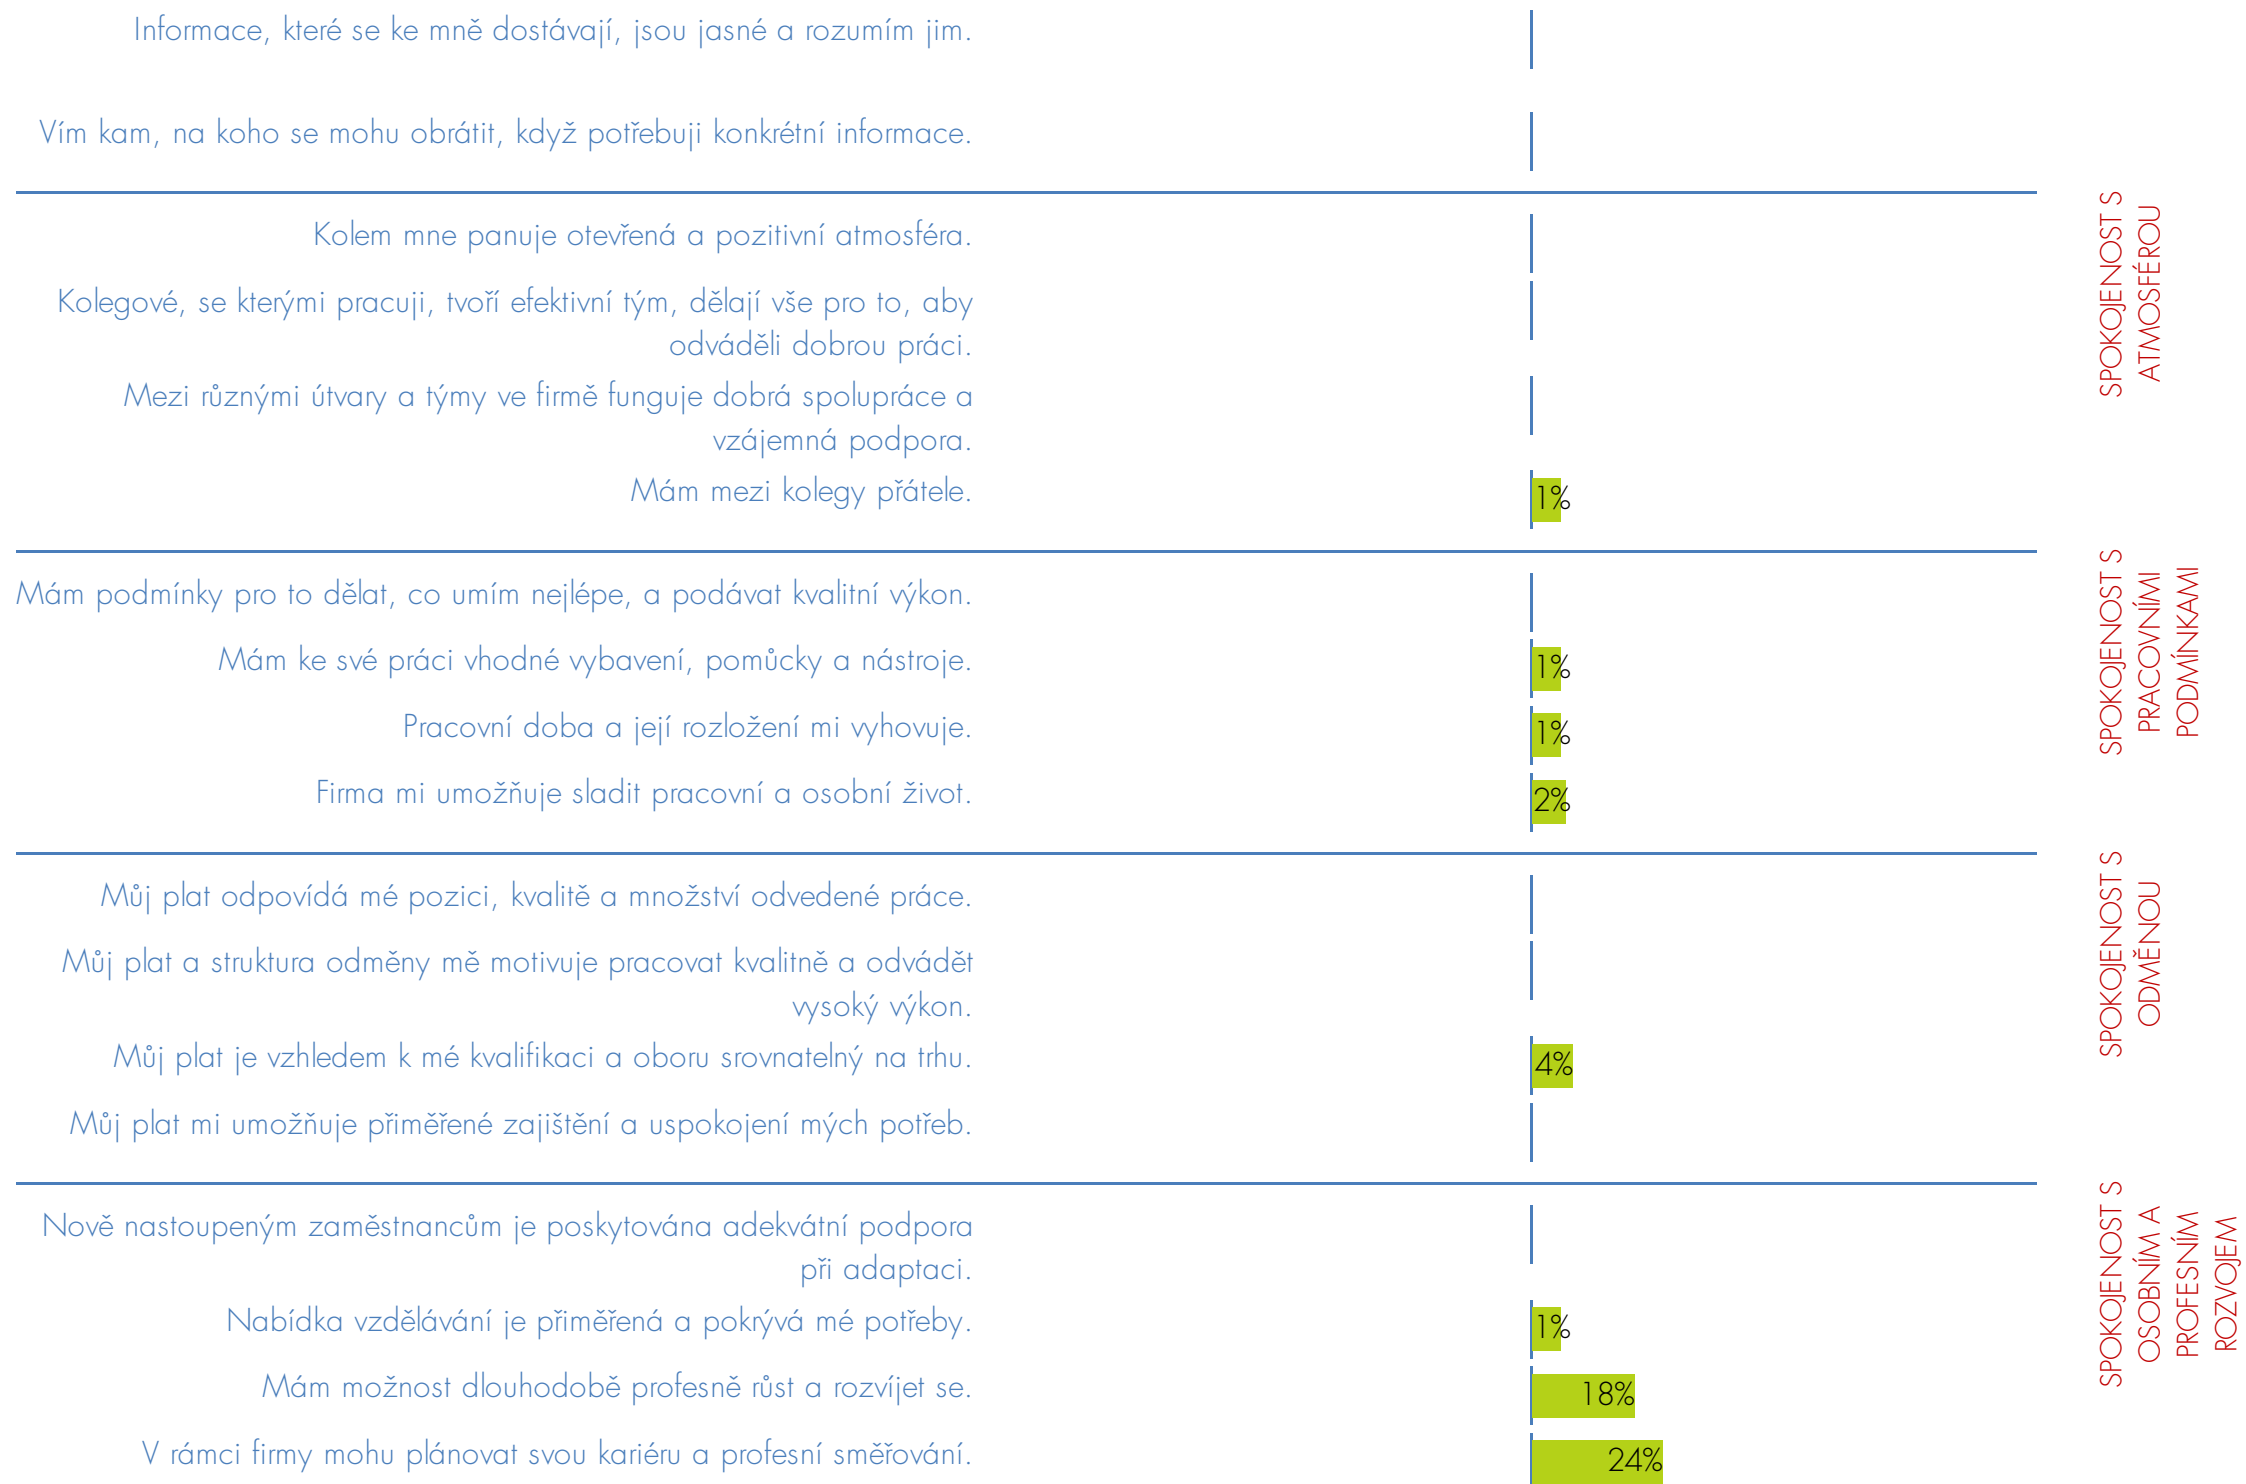 Informace, které se ke mně dostávají, jsou jasné a rozumím jim.
Vím kam, na koho se mohu obrátit, když potřebuji konkrétní informace.
SPOKOJENOST S
ATMOSFÉROU
Kolem mne panuje otevřená a pozitivní atmosféra.
Kolegové, se kterými pracuji, tvoří efektivní tým, dělají vše pro to, aby
odváděli dobrou práci.
Mezi různými útvary a týmy ve firmě funguje dobrá spolupráce a
vzájemná podpora.
Mám mezi kolegy přátele.
1%
SPOKOJENOST S
PRACOVNÍMI
PODMÍNKAMI
Mám podmínky pro to dělat, co umím nejlépe, a podávat kvalitní výkon.
Mám ke své práci vhodné vybavení, pomůcky a nástroje.
1%
Pracovní doba a její rozložení mi vyhovuje.
1%
Firma mi umožňuje sladit pracovní a osobní život.
2%
SPOKOJENOST S
ODMĚNOU
Můj plat odpovídá mé pozici, kvalitě a množství odvedené práce.
Můj plat a struktura odměny mě motivuje pracovat kvalitně a odvádět
vysoký výkon.
Můj plat je vzhledem k mé kvalifikaci a oboru srovnatelný na trhu.
4%
Můj plat mi umožňuje přiměřené zajištění a uspokojení mých potřeb.
SPOKOJENOST S
OSOBNÍM A
PROFESNÍM
ROZVOJEM
Nově nastoupeným zaměstnancům je poskytována adekvátní podpora
při adaptaci.
Nabídka vzdělávání je přiměřená a pokrývá mé potřeby.
1%
Mám možnost dlouhodobě profesně růst a rozvíjet se.
18%
V rámci firmy mohu plánovat svou kariéru a profesní směřování.
24%